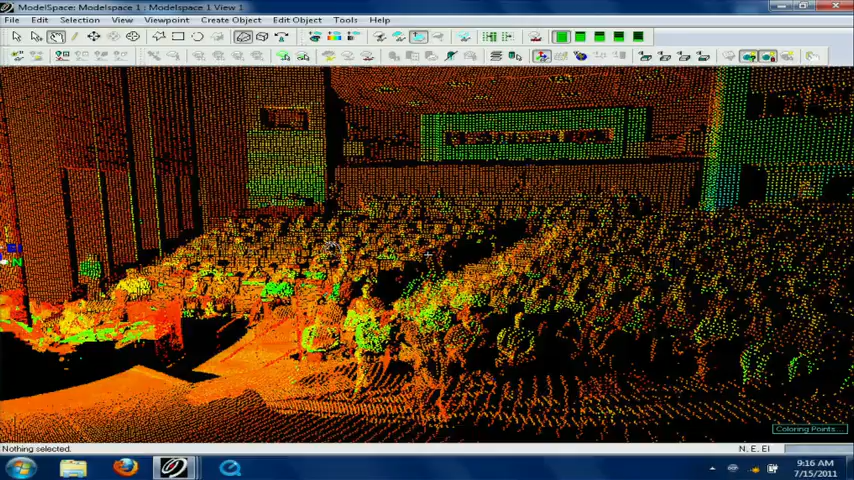 ModelSpace: Modelspace 1 : Modelspace 1 View 1
File Edit Selection View Viewpoint Create Object Edit Object Tools Help
N
Coloring Points...
Nothing selected.
N, E, El
9:16 AM
7/15/2011